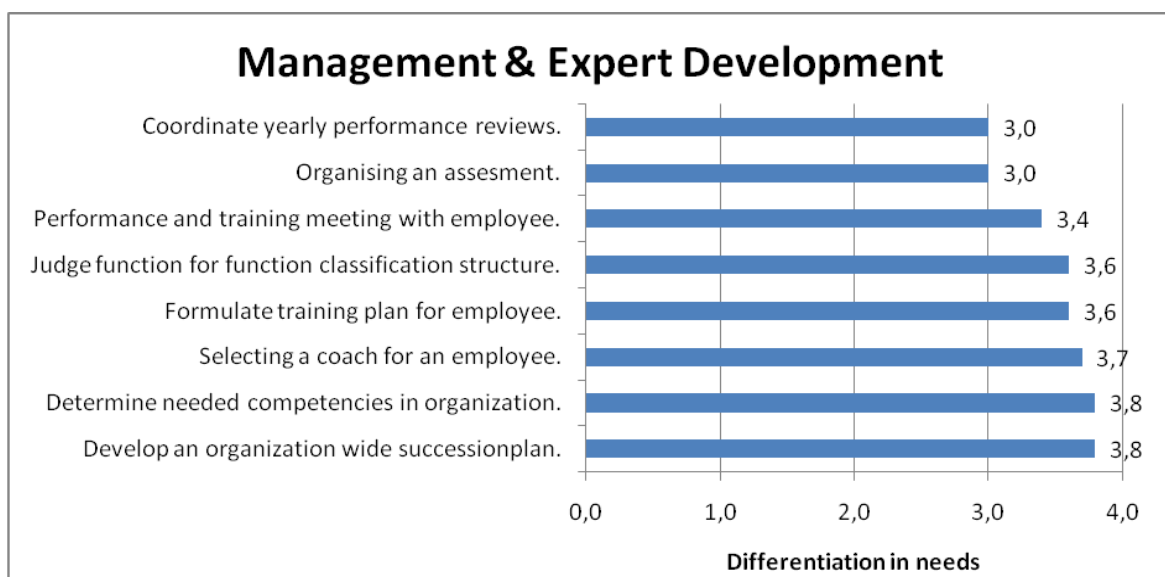 Management & Expert Development
Coordinate yearly performance reviews.
3,0
Organising an assesment.
3,0
Performance and training meeting with employee.
3,4
Judge function for function classification structure.
3,6
Formulate training plan for employee.
3,6
Selecting a coach for an employee.
3,7
Determine needed competencies in organization.
3,8
Develop an organization wide successionplan.
3,8
0,0 1,0 2,0 3,0 4,0
Differentiation in needs